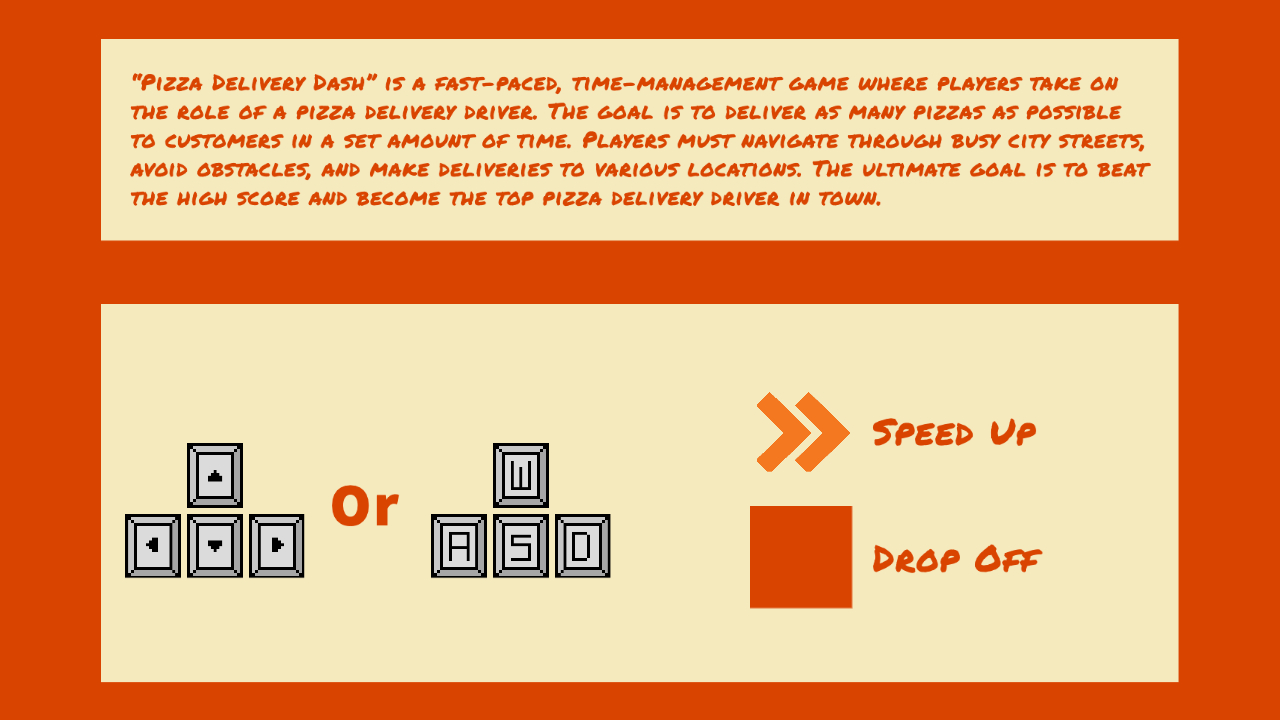 "Pizza Delivery Dash" is a fast-paced, time-management game where players take on
the role of a pizza delivery driver. The goal is to deliver as many pizzas as possible
to customers in a set amount of time. Players must navigate through busy city streets,
avoid obstacles, and make deliveries to various locations. The ultimate goal is to beat
the high score and become the top pizza delivery driver in town.
or
W
A S D
Speed Up
Drop Off